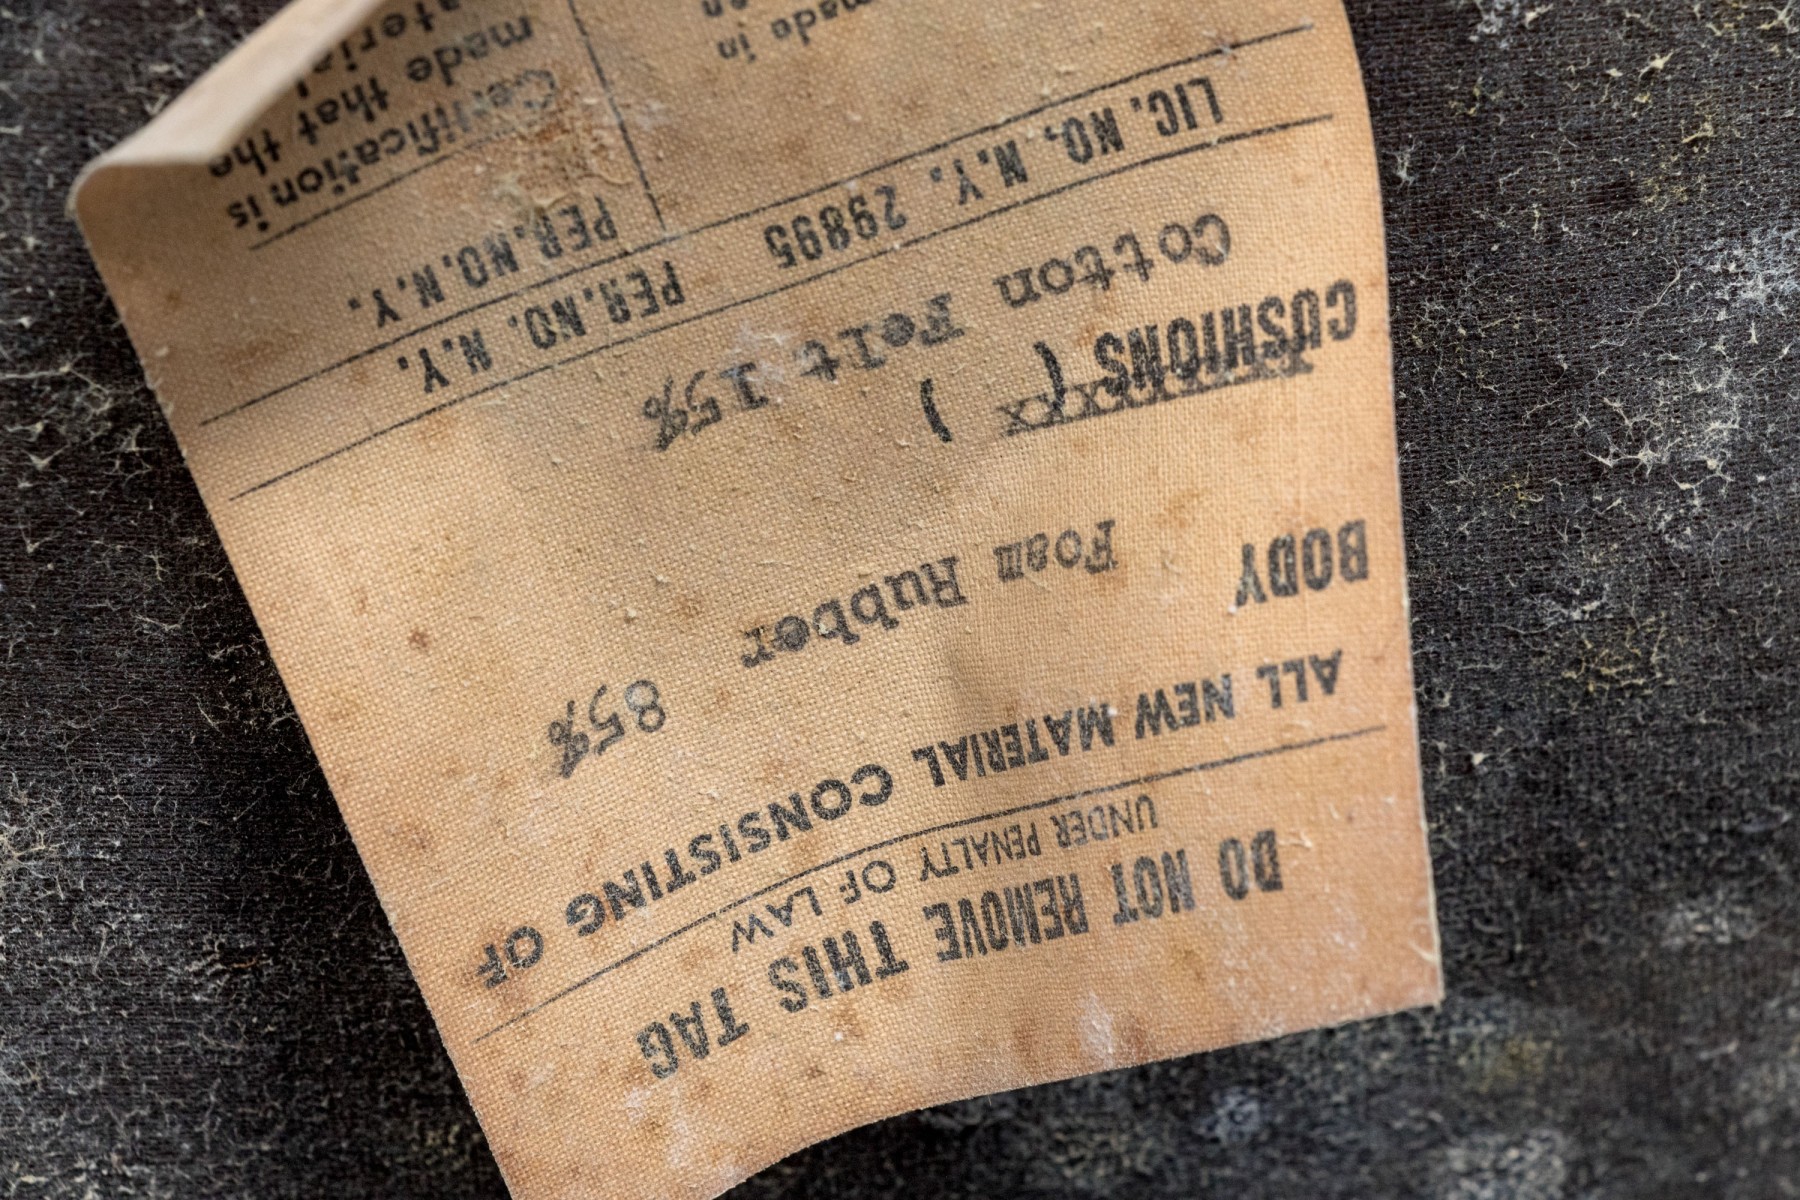 DO NOT REMOVE THIS TAG
UNDER PENALTY OF LAW
ALL NEW MATERIAL CONSISTING OF
BODY Foam Rubber 85%
CUSHIONS ( )
Cotton Felt 15%
LIC. NO. N.Y. 29895 PER.NO. N.Y.
PER.NO.N.Y.
Certification is
made that the
made in